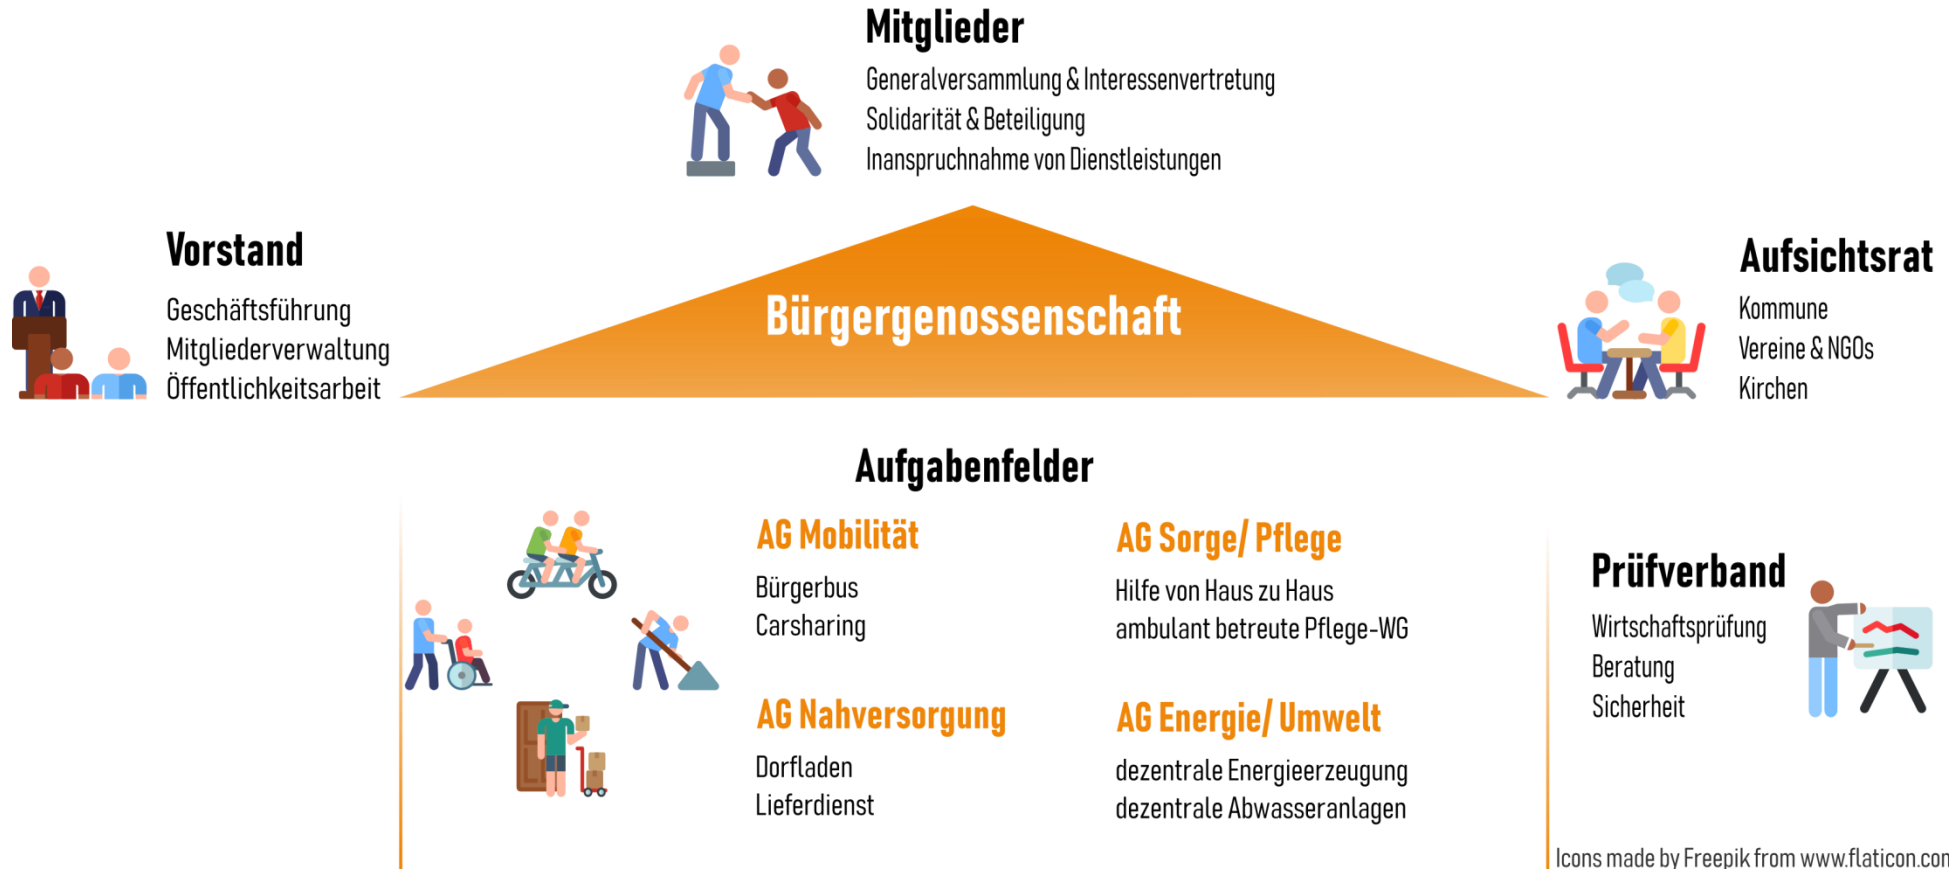 Mitglieder
Generalversammlung & Interessenvertretung
Solidarität & Beteiligung
Inanspruchnahme von Dienstleistungen
Vorstand
Geschäftsführung
Mitgliederverwaltung
Öffentlichkeitsarbeit
Bürgergenossenschaft
Aufsichtsrat
Kommune
Vereine & NGOs
Kirchen
Aufgabenfelder
AG Mobilität
Bürgerbus
Carsharing
AG Sorge/ Pflege
Hilfe von Haus zu Haus
ambulant betreute Pflege-WG
AG Nahversorgung
Dorfladen
Lieferdienst
AG Energie/ Umwelt
dezentrale Energieerzeugung
dezentrale Abwasseranlagen
Prüfverband
Wirtschaftsprüfung
Beratung
Sicherheit
Icons made by Freepik from www.flaticon.com